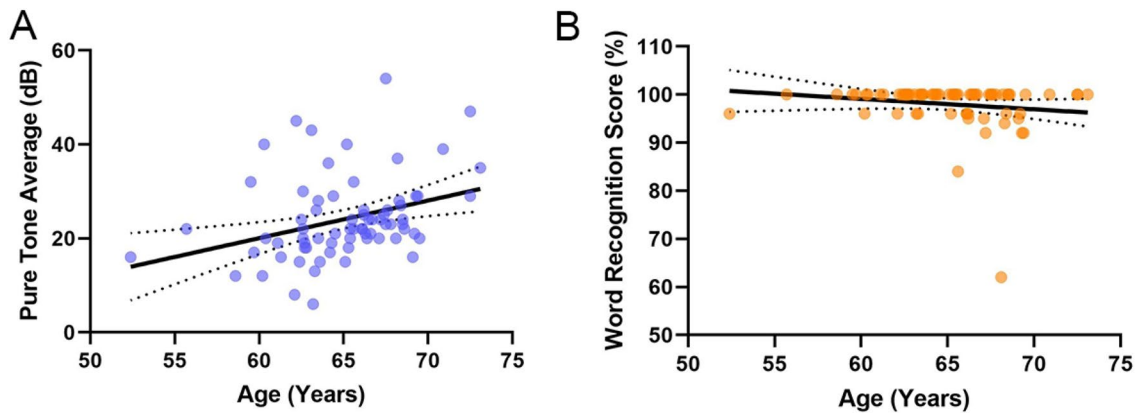 A
Pure Tone Average (dB)
60
40
20
0
50 55 60 65 70 75
Age (Years)
B
Word Recognition Score (%)
110
100
90
80
70
60
50
50 55 60 65 70 75
Age (Years)